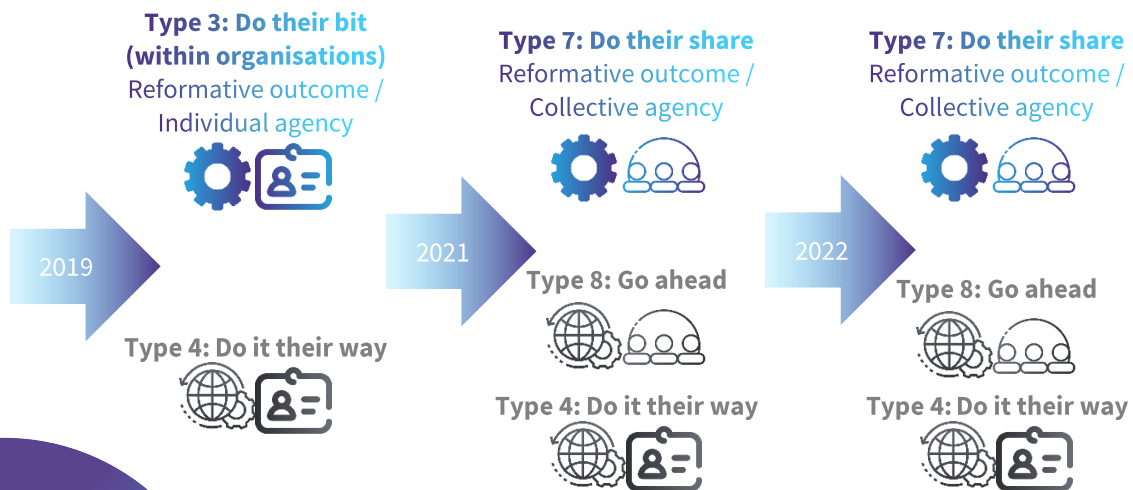 2019
Type 3: Do their bit
(within organisations)
Reformative outcome /
Individual agency
Type 4: Do it their way
2021
Type 7: Do their share
Reformative outcome /
Collective agency
Type 8: Go ahead
Type 4: Do it their way
2022
Type 7: Do their share
Reformative outcome /
Collective agency
Type 8: Go ahead
Type 4: Do it their way